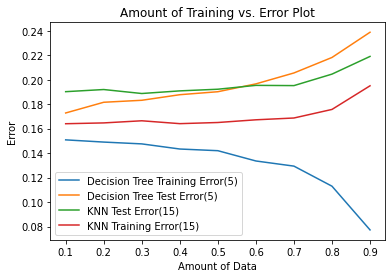 Amount of Training vs. Error Plot
0.24
0.22
0.20
0.18
0.16
0.14
0.12
0.10
0.08
Error
Decision Tree Training Error(5)
Decision Tree Test Error(5)
KNN Test Error(15)
KNN Training Error(15)
0.1 0.2 0.3 0.4 0.5 0.6 0.7 0.8 0.9
Amount of Data